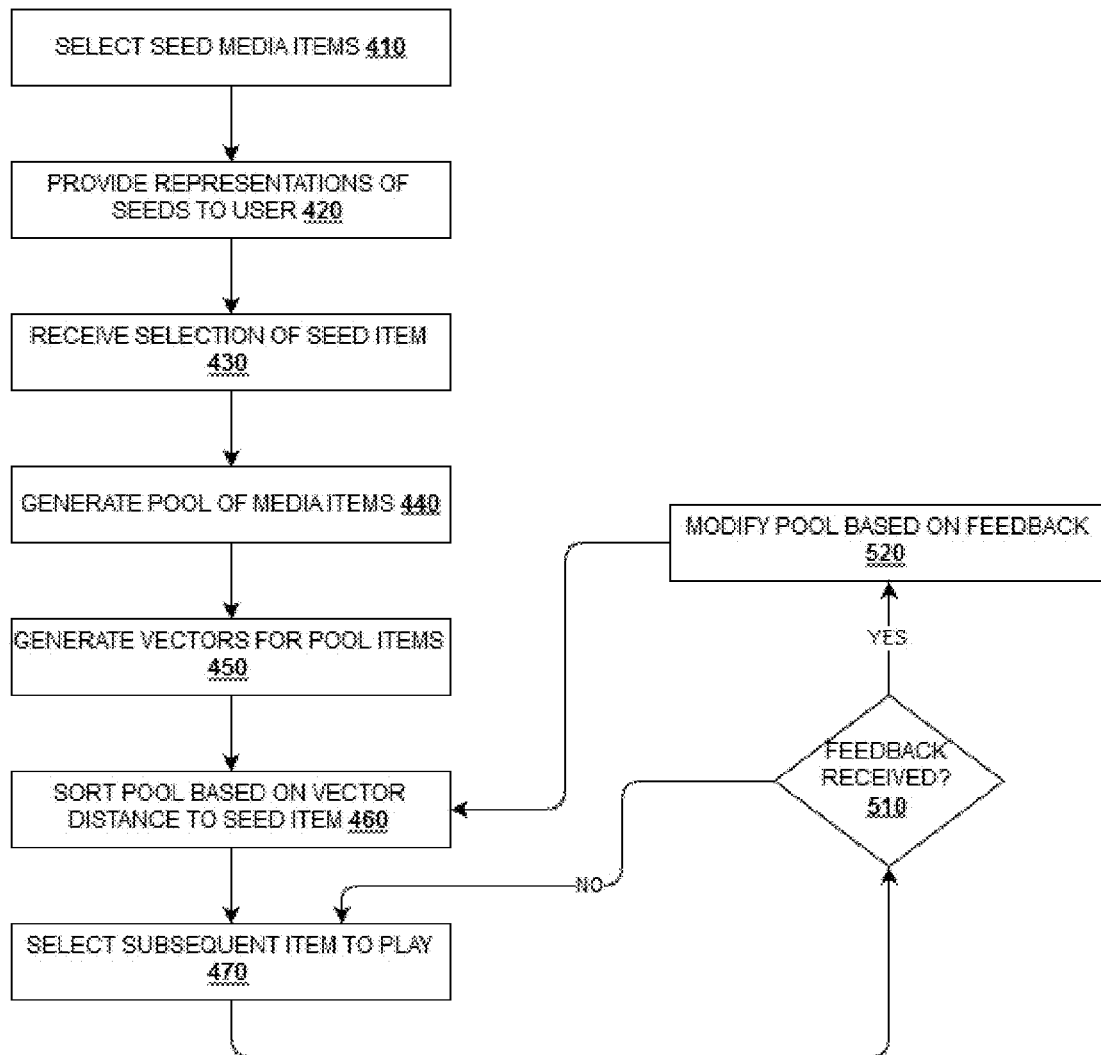 SELECT SEED MEDIA ITEMS 410
PROVIDE REPRESENTATIONS OF
SEEDS TO USER 420
RECEIVE SELECTION OF SEED ITEM
430
GENERATE POOL OF MEDIA ITEMS 440
GENERATE VECTORS FOR POOL ITEMS
450
SORT POOL BASED ON VECTOR
DISTANCE TO SEED ITEM 460
SELECT SUBSEQUENT ITEM TO PLAY
470
MODIFY POOL BASED ON FEEDBACK
520
YES
FEEDBACK
RECEIVED?
510
NO